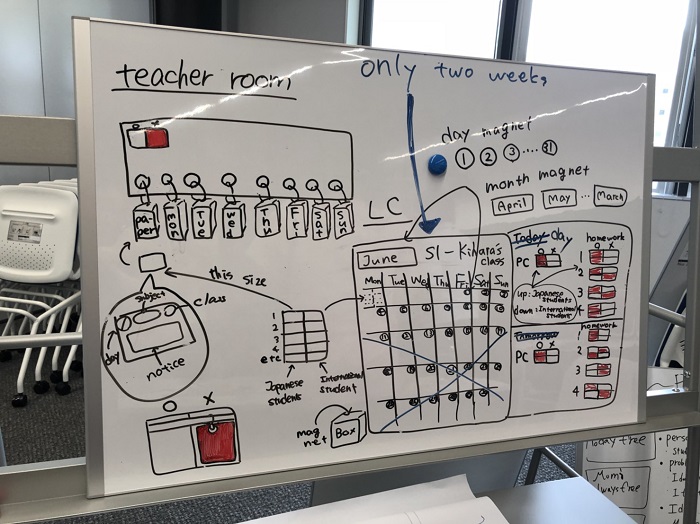 teacher room
only two weeks
O X
pa-per
mon
Tue
wed
Thu
Fri
Sat
Sun
day magnet
1 2 3 .... 31
month magnet
April May ... March
LC
June S1 - Kihara's class
Mon Tue Wed Thu Fri Sat Sun
Today day
O X
PC
up: Japanese students
down: International students
homework
1
2
3
4
PC
homework
1
2
3
4
this size
subject
class
day
notice
1
2
3
4
etc
Japanese students
International student
magnet
Box
O X
Today free
Mom's
always free